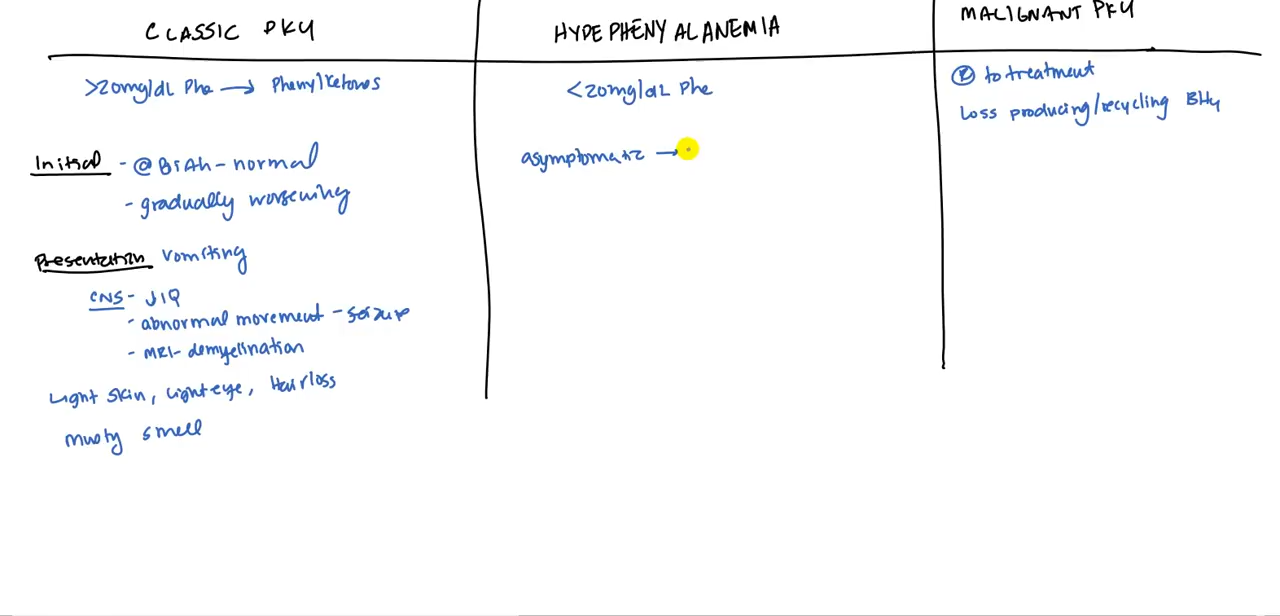 CLASSIC PKU
>20mg/dL Phe → Phenylketones
Initial - @ Birth - normal
- gradually worsening
Presentation vomiting
CNS - ↓IQ
- abnormal movement - seizure
- MRI - demyelination
Light skin, light eye, Hair loss
Musty smell
HYPEPHENYALANEMIA
<20mg/dL Phe
asymptomatic →
MALIGNANT PKU
Ⓡ to treatment
Loss producing/recycling BH4